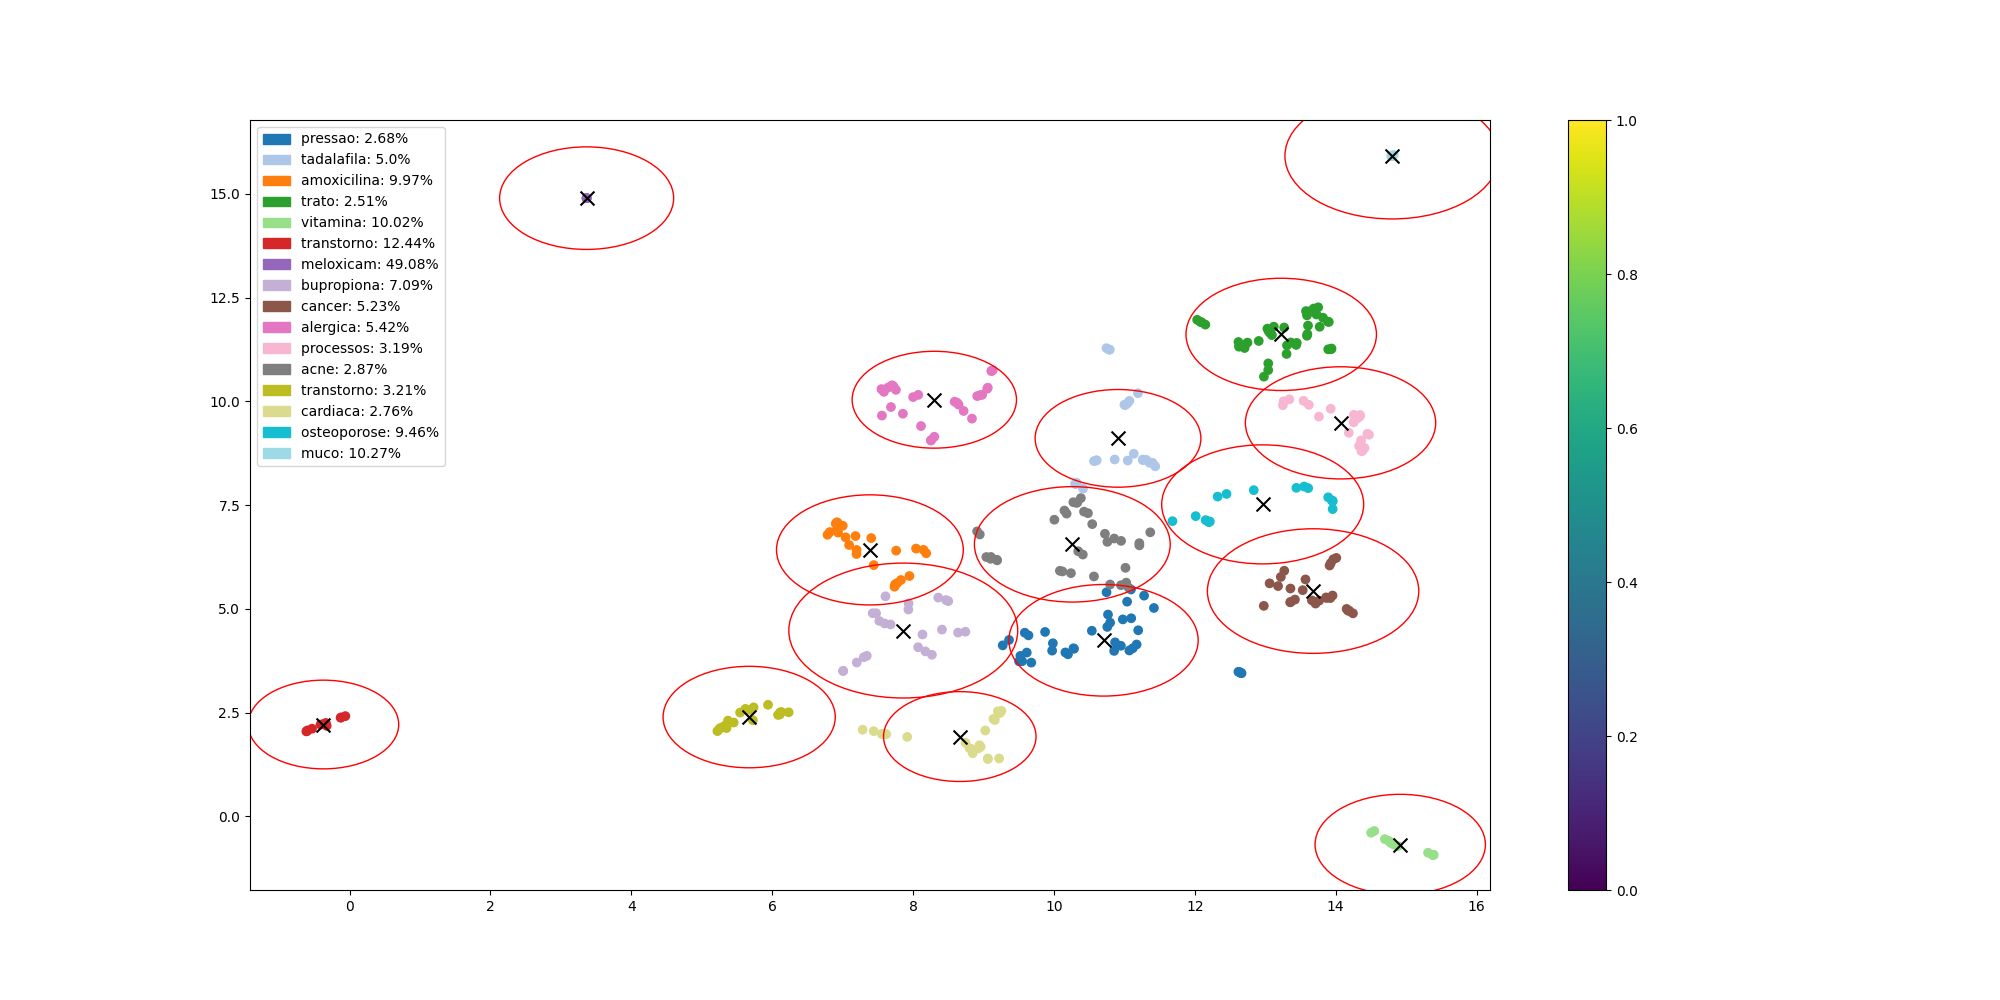 pressao: 2.68%
tadalafila: 5.0%
amoxicilina: 9.97%
trato: 2.51%
vitamina: 10.02%
transtorno: 12.44%
meloxicam: 49.08%
bupropiona: 7.09%
cancer: 5.23%
alergica: 5.42%
processos: 3.19%
acne: 2.87%
transtorno: 3.21%
cardiaca: 2.76%
osteoporose: 9.46%
muco: 10.27%
15.0
12.5
10.0
7.5
5.0
2.5
0.0
0 2 4 6 8 10 12 14 16
1.0
0.8
0.6
0.4
0.2
0.0